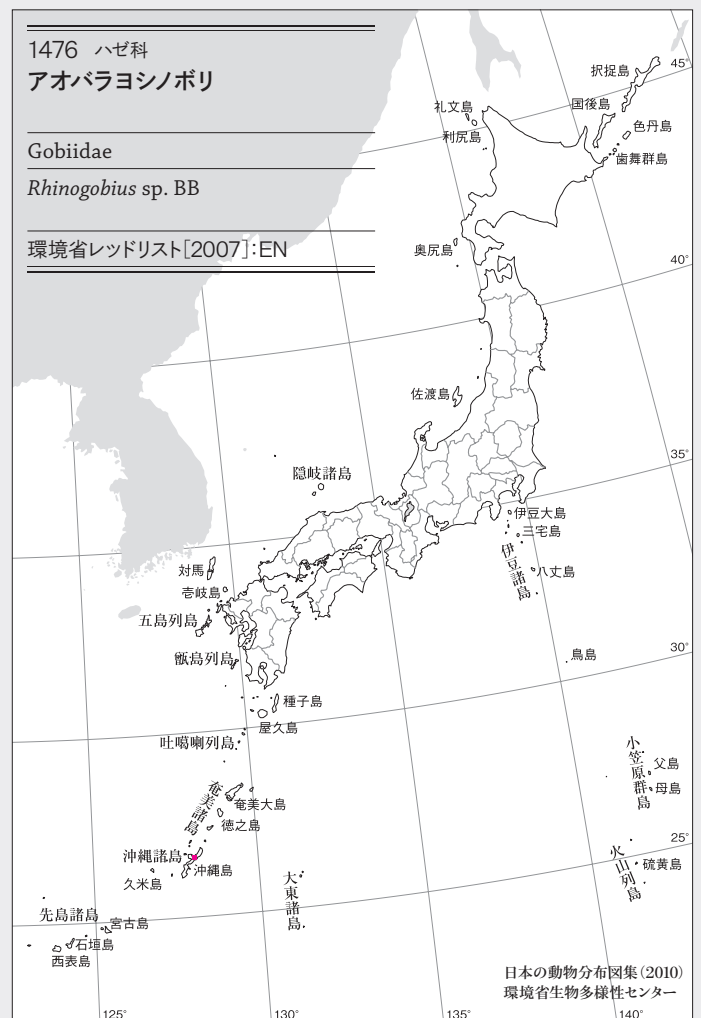 1476 ハゼ科
アオバラヨシノボリ
Gobiidae
Rhinogobius sp. BB
環境省レッドリスト[2007]:EN
択捉島
45°
礼文島
国後島
利尻島
色丹島
歯舞群島
奥尻島
40°
佐渡島
35°
隠岐諸島
伊豆大島
三宅島
伊豆諸島
八丈島
対馬
壱岐島
五島列島
甑島列島
鳥島
30°
種子島
屋久島
吐噶喇列島
小笠原群島
父島
母島
奄美諸島
奄美大島
徳之島
25°
沖縄諸島
沖縄島
久米島
火山列島
硫黄島
大東諸島
先島諸島
宮古島
石垣島
西表島
日本の動物分布図集(2010)
環境省生物多様性センター
125°
130°
135°
140°